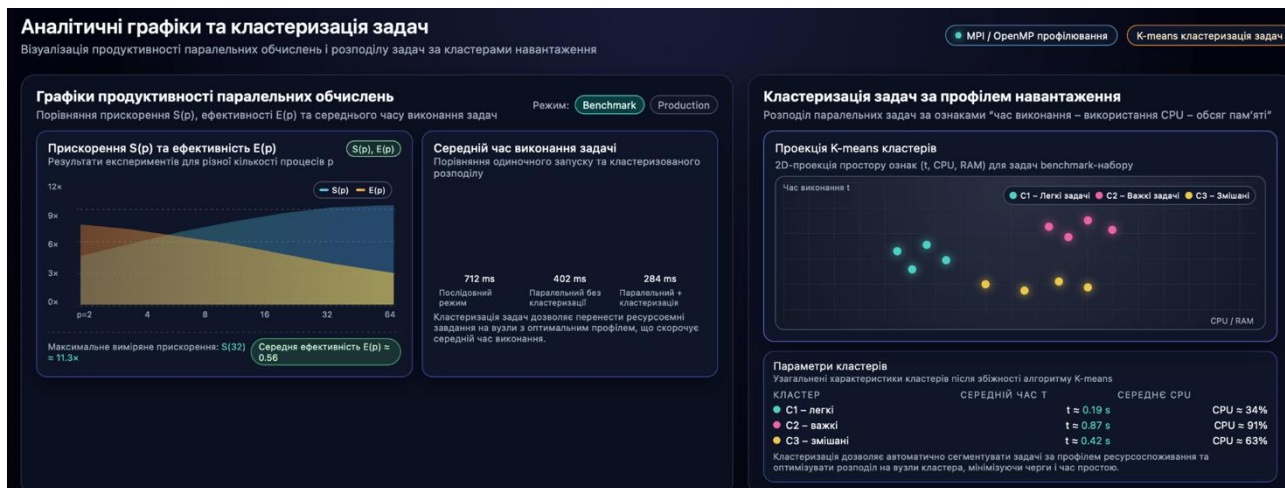 Аналітичні графіки та кластеризація задач
Візуалізація продуктивності паралельних обчислень і розподілу задач за кластерами навантаження
MPI / OpenMP профілювання
K-means кластеризація задач
Графіки продуктивності паралельних обчислень
Порівняння прискорення S(p), ефективності E(p) та середнього часу виконання задач
Режим: Benchmark Production
Прискорення S(p) та ефективність E(p)
S(p), E(p)
Результати експериментів для різної кількості процесів p
12×
S(p) E(p)
9×
6×
3×
0×
p=2 4 8 16 32 64
Максимальне виміряне прискорення: S(32)
≈ 11.3×
Середня ефективність E(p) ≈
0.56
Середній час виконання задачі
Порівняння одиночного запуску та кластеризованого
розподілу
712 ms 402 ms 284 ms
Послідовний
режим
Паралельний без
кластеризації
Паралельний +
кластеризація
Кластеризація задач дозволяє перенести ресурсоємні
завдання на вузли з оптимальним профілем, що скорочує
середній час виконання.
Кластеризація задач за профілем навантаження
Розподіл паралельних задач за ознаками “час виконання – використання CPU – обсяг пам’яті”
Проекція K-means кластерів
2D-проекція простору ознак (t, CPU, RAM) для задач benchmark-набору
Час виконання t
C1 – Легкі задачі C2 – Важкі задачі C3 – Змішані
CPU / RAM
Параметри кластерів
Узагальнені характеристики кластерів після збіжності алгоритму K-means
КЛАСТЕР СЕРЕДНІЙ ЧАС T СЕРЕДНЄ CPU
C1 – легкі t ≈ 0.19 s CPU ≈ 34%
C2 – важкі t ≈ 0.87 s CPU ≈ 91%
C3 – змішані t ≈ 0.42 s CPU ≈ 63%
Кластеризація дозволяє автоматично сегментувати задачі за профілем ресурсоспоживання та
оптимізувати розподіл на вузли кластера, мінімізуючи черги і час простою.